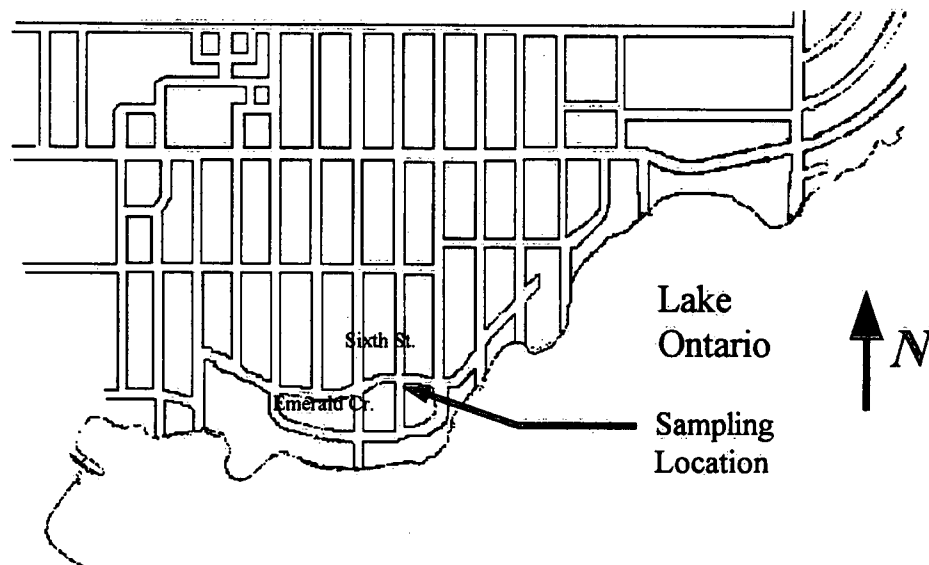 Sixth St.
Emerald Cr.
Lake
Ontario
N
Sampling
Location